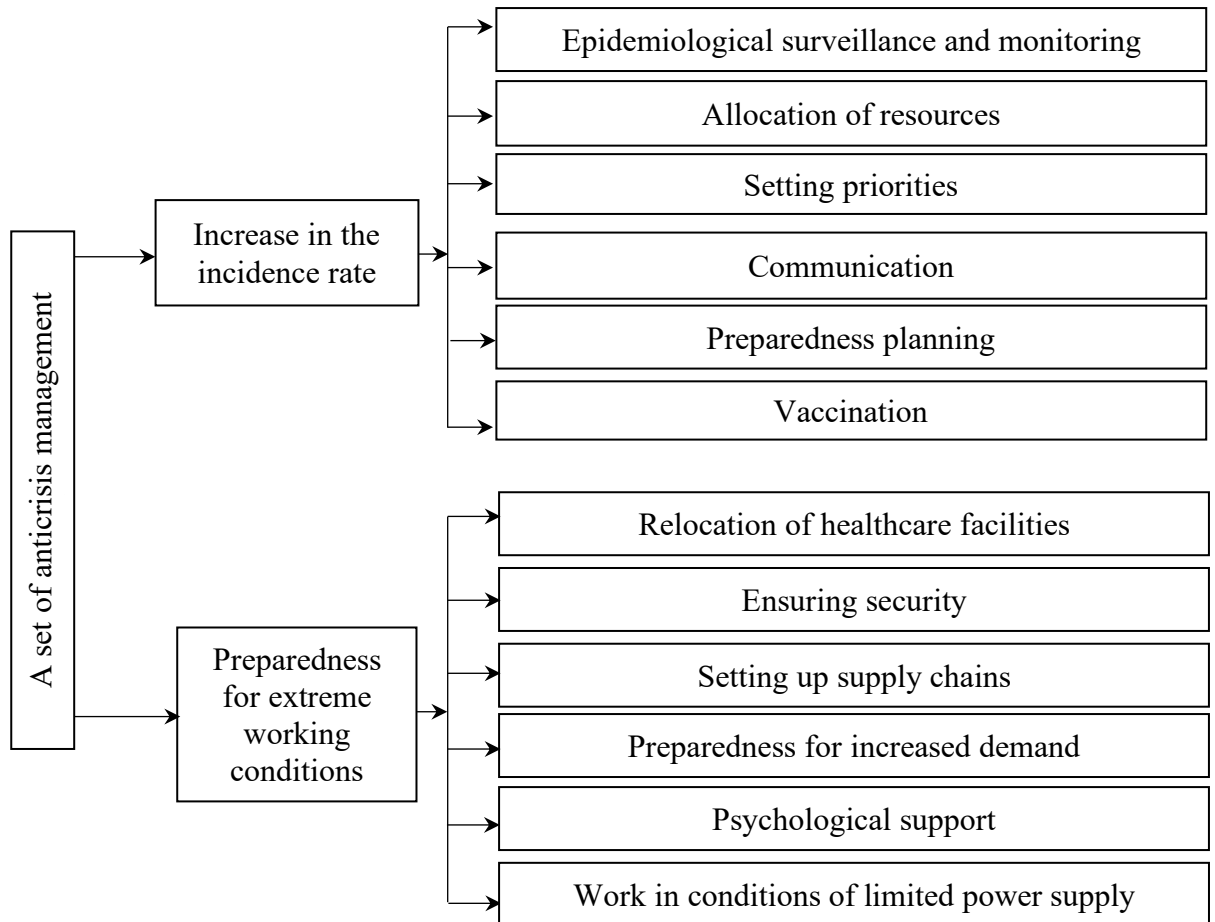 A set of anticrisis management
Increase in the
incidence rate
Epidemiological surveillance and monitoring
Allocation of resources
Setting priorities
Communication
Preparedness planning
Vaccination
Preparedness
for extreme
working
conditions
Relocation of healthcare facilities
Ensuring security
Setting up supply chains
Preparedness for increased demand
Psychological support
Work in conditions of limited power supply